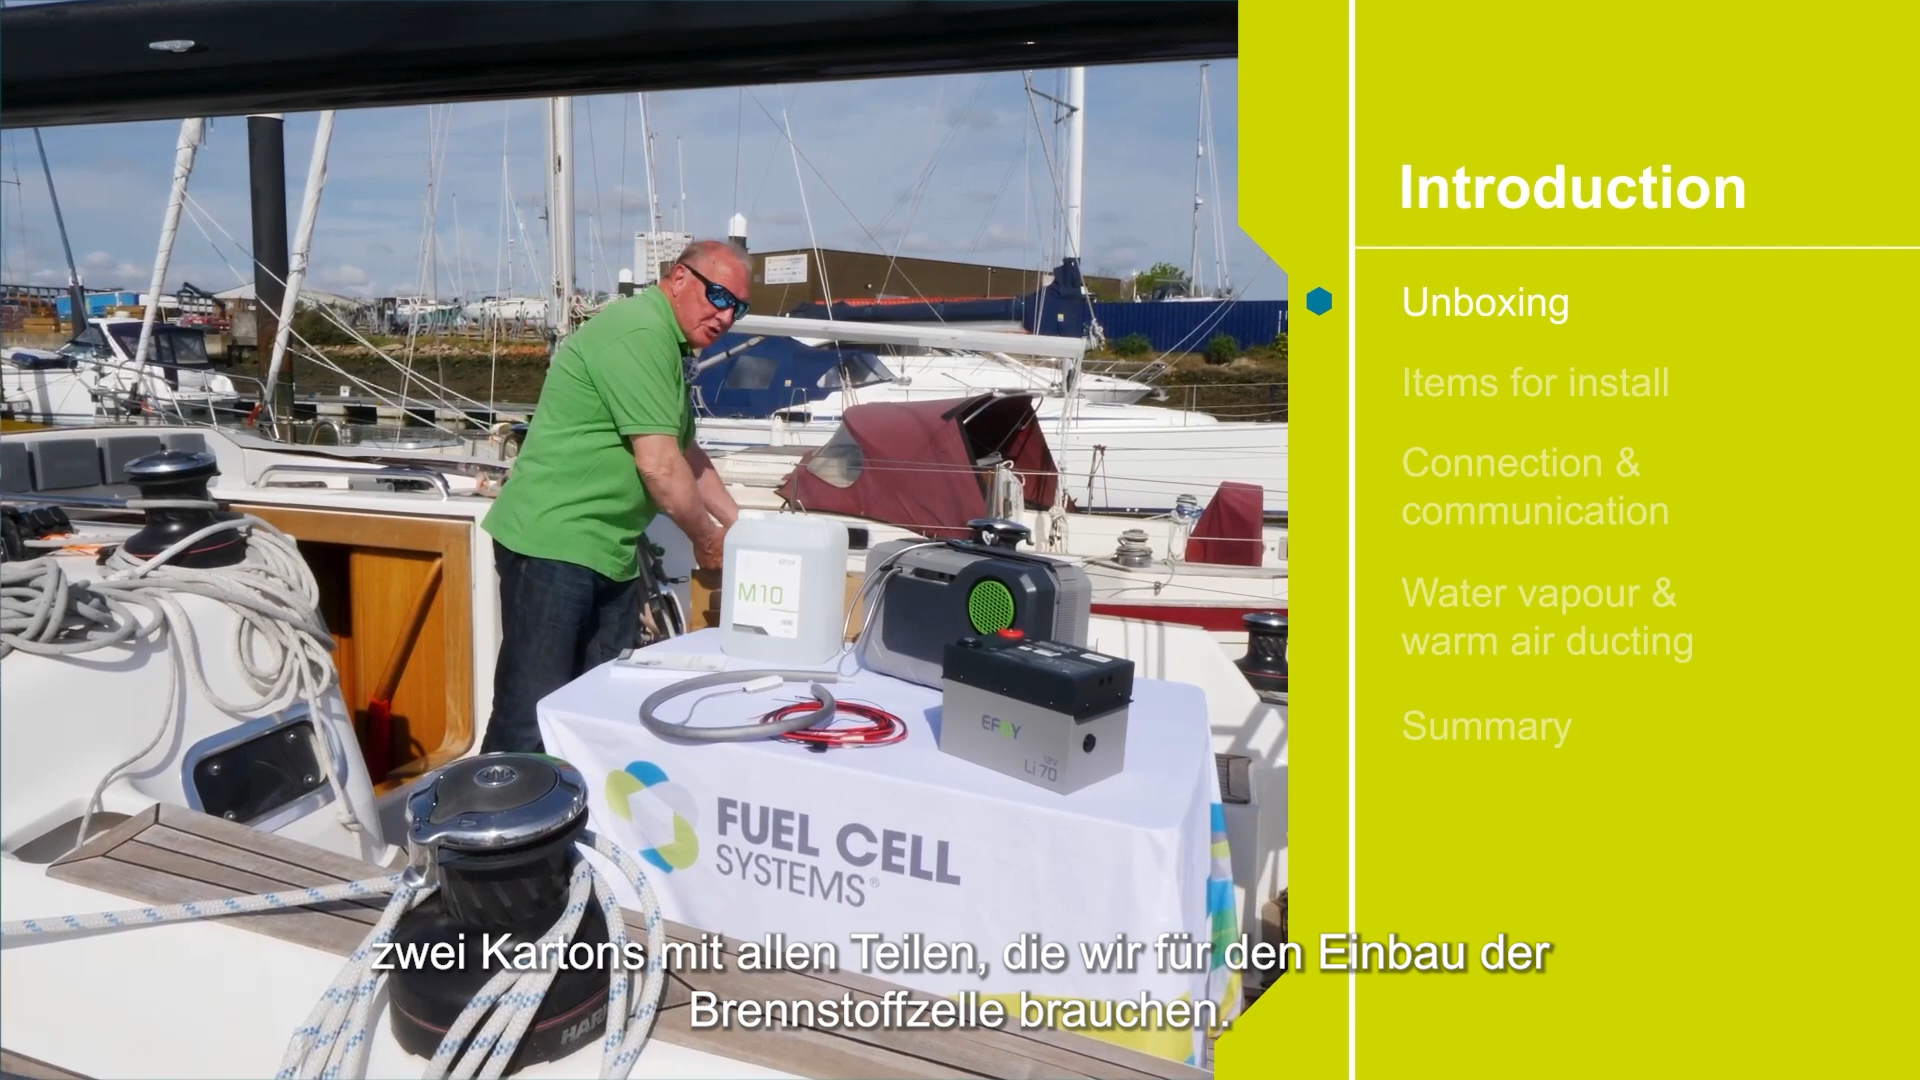 Introduction
Unboxing
Items for install
Connection &
communication
Water vapour &
warm air ducting
Summary
EFOY
M10
EFOY
12V
Li 70
FUEL CELL
SYSTEMS®
zwei Kartons mit allen Teilen, die wir für den Einbau der
Brennstoffzelle brauchen.